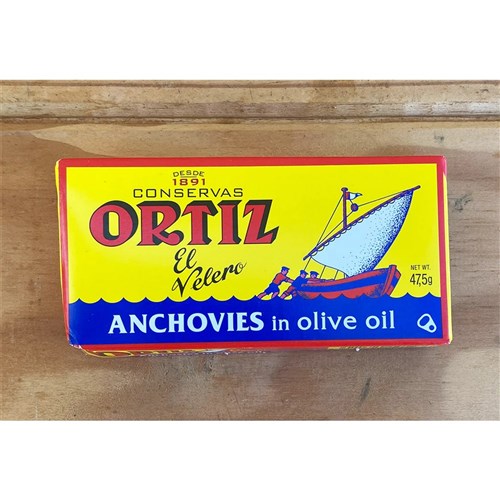 DESDE
1891
CONSERVAS
ORTIZ
El
Velero
NET WT.
47,5g
ANCHOVIES in olive oil